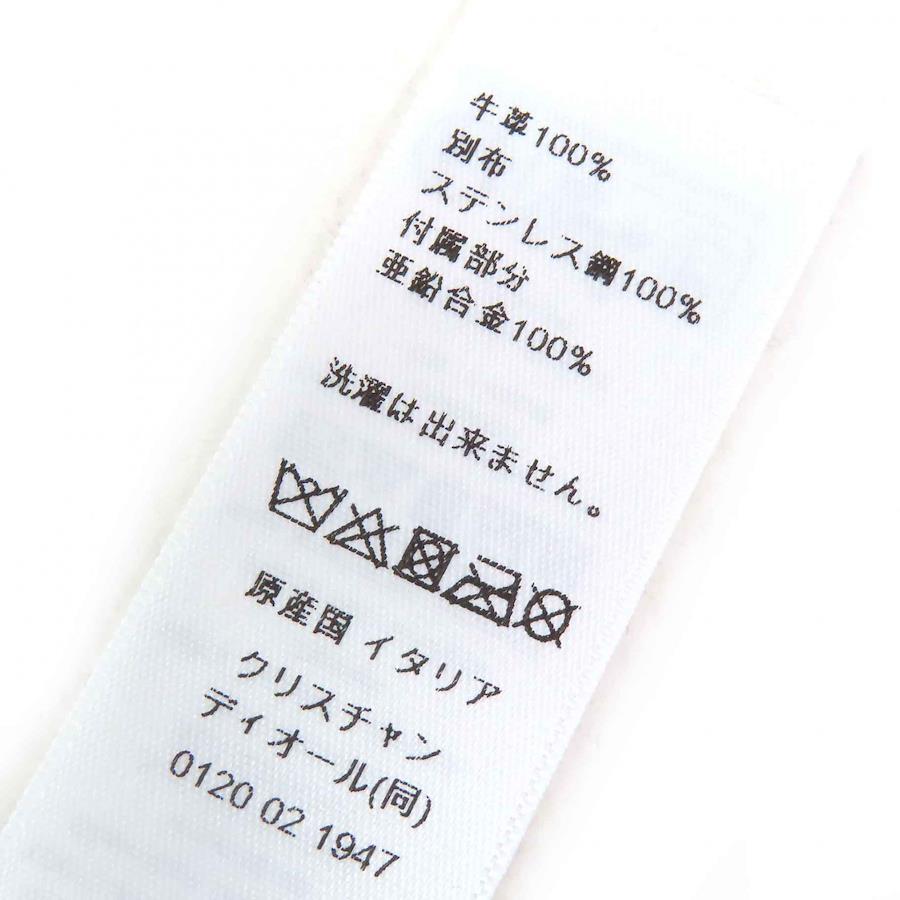 牛革100%
別布
ステンレス鋼100%
付属部分
亜鉛合金100%
洗濯は出来ません。
原産国 イタリア
クリスチャン
ディオール(同)
0120 02 1947